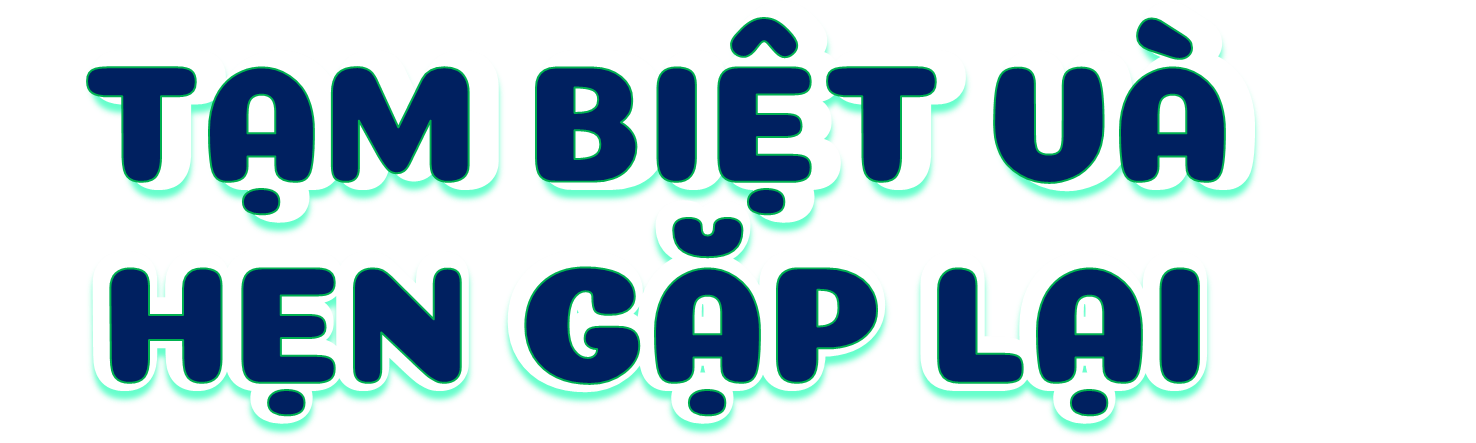 TẠM BIỆT VÀ
HẸN GẶP LẠI